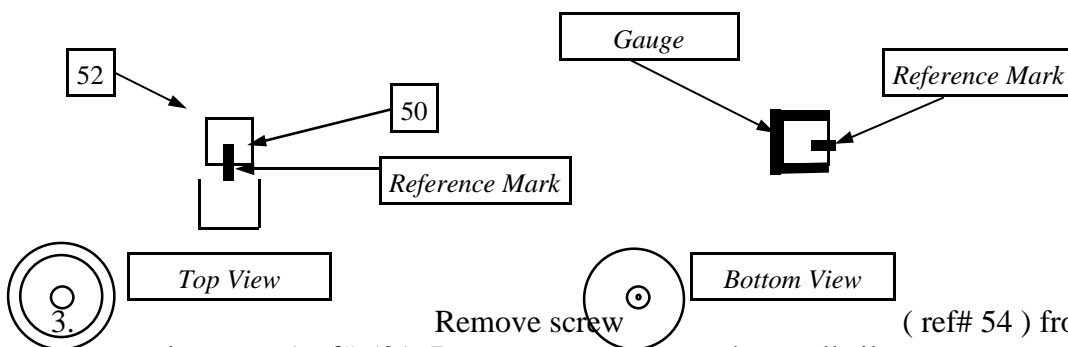 Gauge
52
Reference Mark
50
Reference Mark
Top View
Bottom View
3. Remove screw ( ref# 54 ) fro